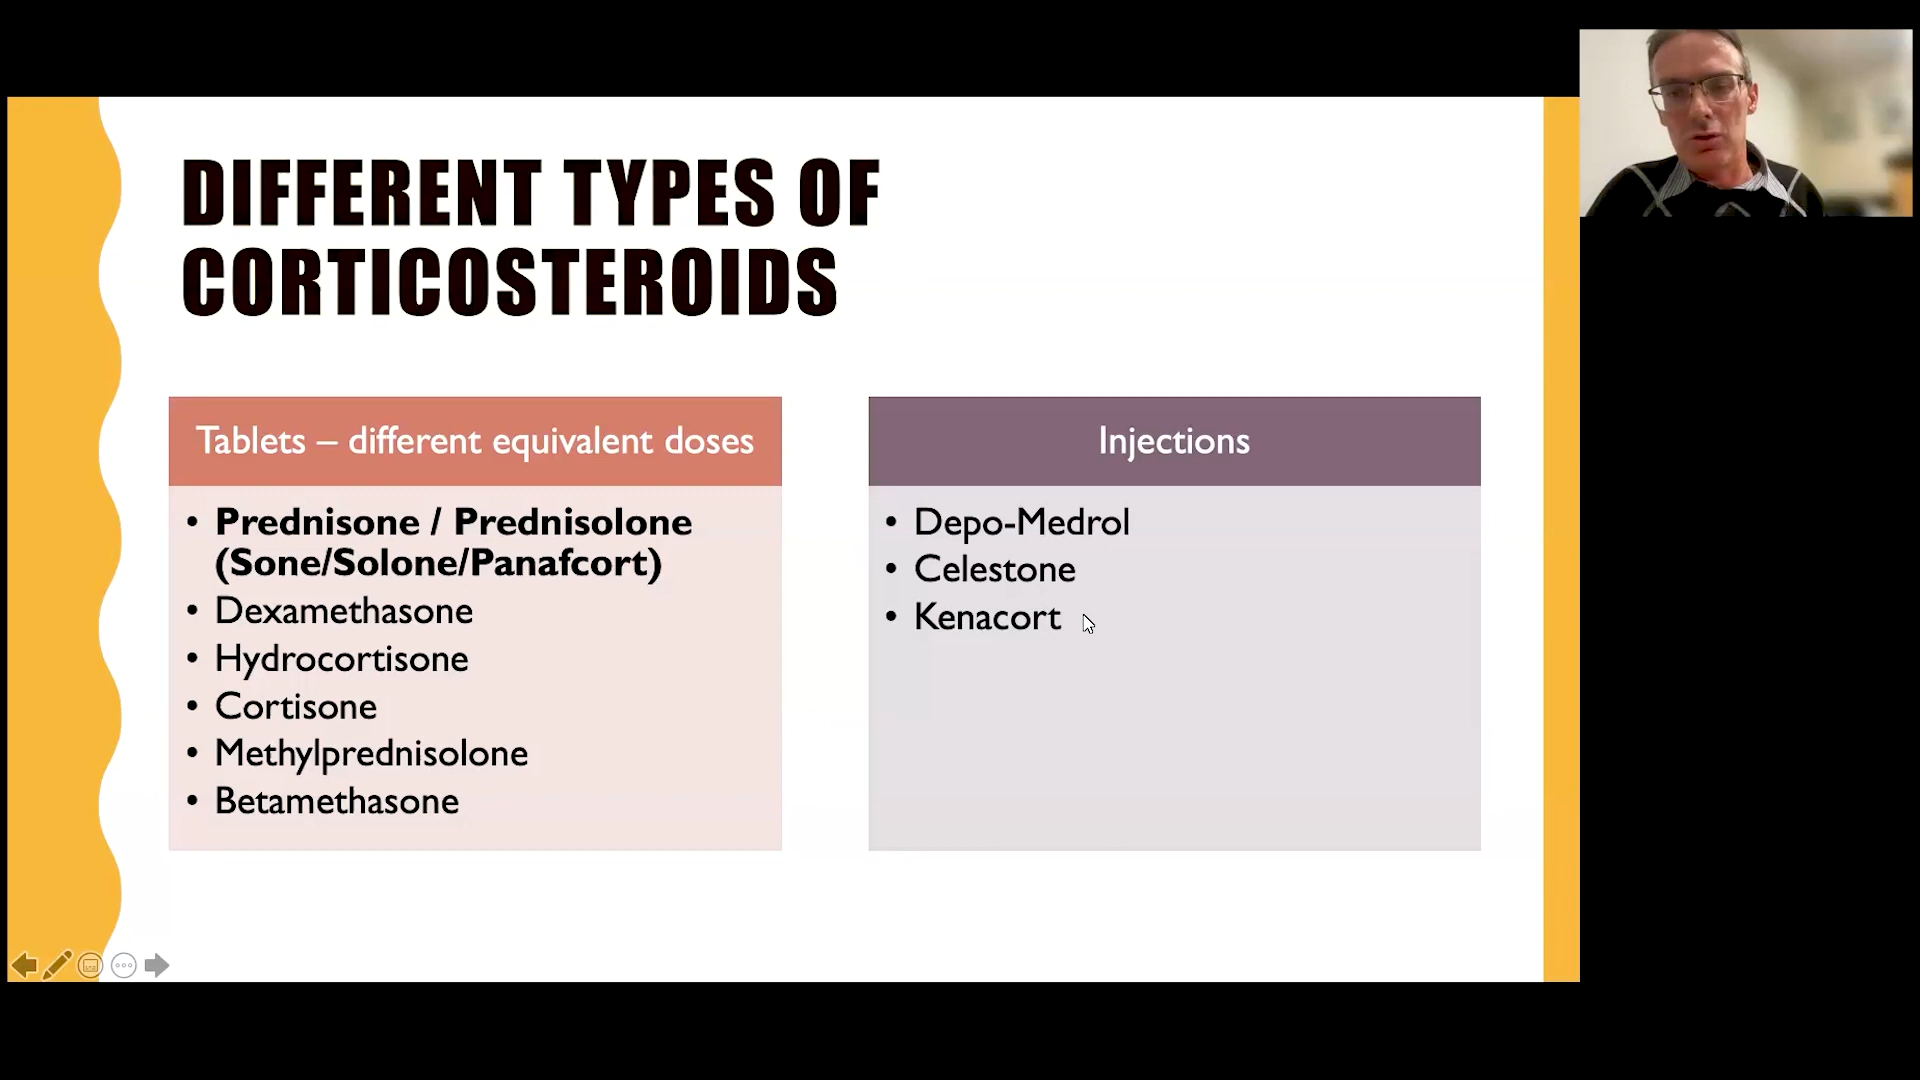 DIFFERENT TYPES OF
CORTICOSTEROIDS
Tablets – different equivalent doses
• Prednisone / Prednisolone
(Sone/Solone/Panafcort)
• Dexamethasone
• Hydrocortisone
• Cortisone
• Methylprednisolone
• Betamethasone
Injections
• Depo-Medrol
• Celestone
• Kenacort